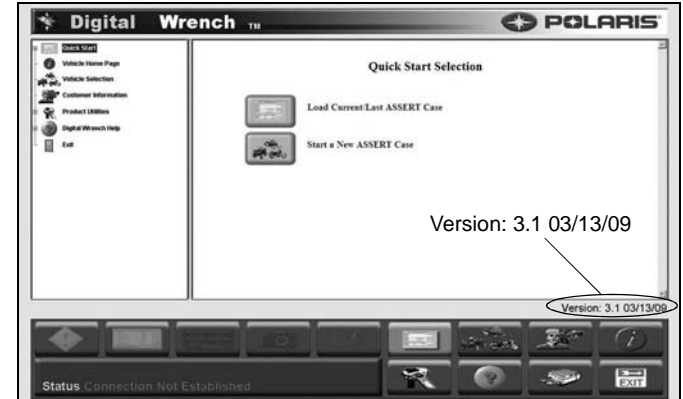 Digital Wrench TM
POLARIS
Quick Start
Vehicle Home Page
Vehicle Selection
Customer Information
Product Utilities
Digital Wrench Help
Exit
Quick Start Selection
Load Current/Last ASSERT Case
Start a New ASSERT Case
Version: 3.1 03/13/09
Version: 3.1 03/13/09
Status Connection Not Established
EXIT